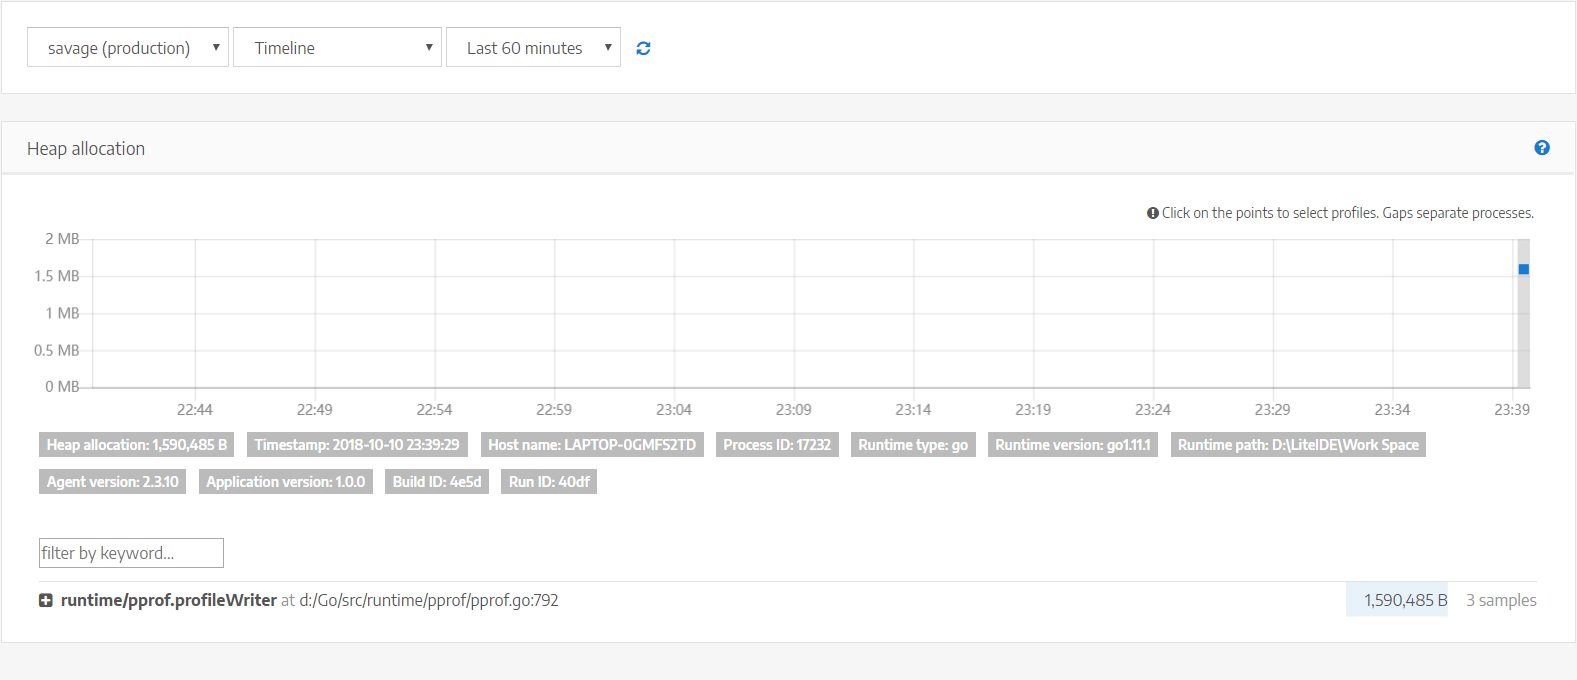 savage (production) Timeline Last 60 minutes
Heap allocation
Click on the points to select profiles. Gaps separate processes.
2 MB
1.5 MB
1 MB
0.5 MB
0 MB
22:44 22:49 22:54 22:59 23:04 23:09 23:14 23:19 23:24 23:29 23:34 23:39
Heap allocation: 1,590,485 B Timestamp: 2018-10-10 23:39:29 Host name: LAPTOP-0GMFS2TD Process ID: 17232 Runtime type: go Runtime version: go1.11.1 Runtime path: D:\LiteIDE\Work Space
Agent version: 2.3.10 Application version: 1.0.0 Build ID: 4e5d Run ID: 40df
filter by keyword...
runtime/pprof.profileWriter at d:/Go/src/runtime/pprof/pprof.go:792 1,590,485 B 3 samples